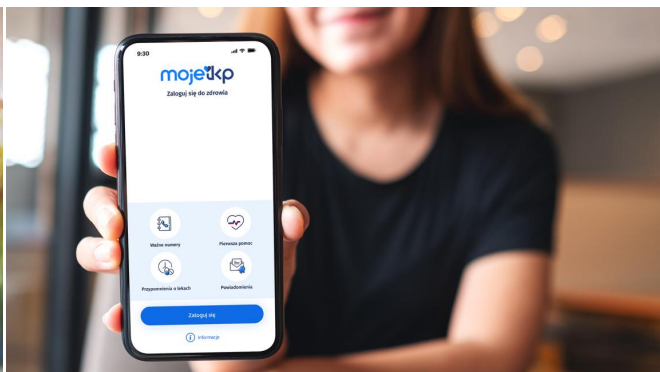 9:30
mojeikp
Zaloguj się do zdrowia
Ważne numery
Pierwsza pomoc
Przypomnienia o lekach
Powiadomienia
Zaloguj się
Informacje